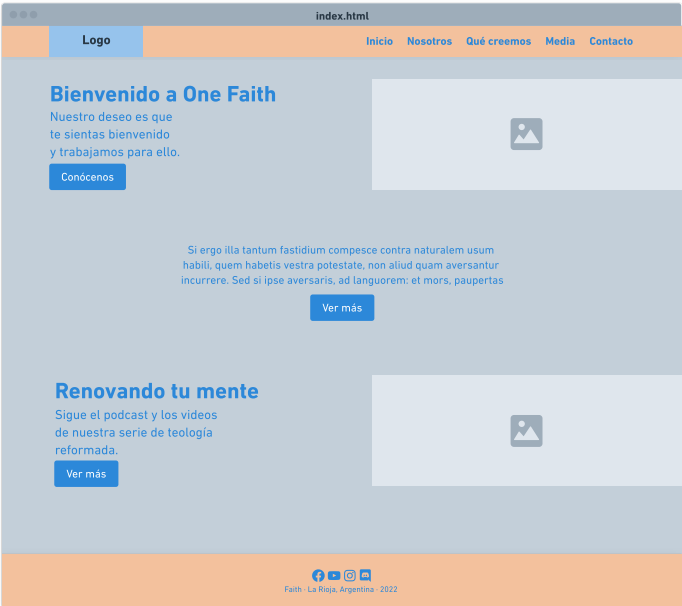 index.html
Logo
Inicio Nosotros Qué creemos Media Contacto
Bienvenido a One Faith
Nuestro deseo es que
te sientas bienvenido
y trabajamos para ello.
Conócenos
Si ergo illa tantum fastidium compesce contra naturalem usum
habili, quem habetis vestra potestate, non aliud quam aversantur
incurrere. Sed si ipse aversaris, ad languorem: et mors, paupertas
Ver más
Renovando tu mente
Sigue el podcast y los videos
de nuestra serie de teología
reformada.
Ver más
Faith · La Rioja, Argentina · 2022